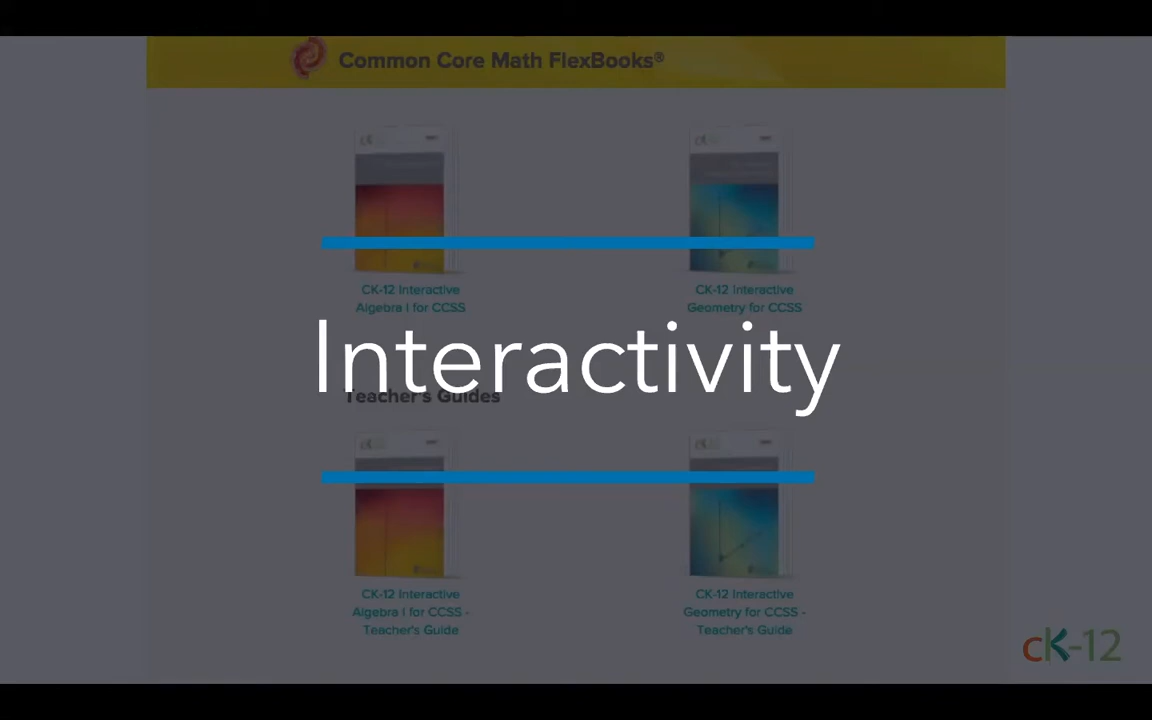 Common Core Math FlexBooks®
CK-12 Interactive
Algebra I for CCSS
CK-12 Interactive
Geometry for CCSS
Interactivity
Teacher's Guides
CK-12 Interactive
Algebra I for CCSS -
Teacher's Guide
CK-12 Interactive
Geometry for CCSS -
Teacher's Guide
cK-12